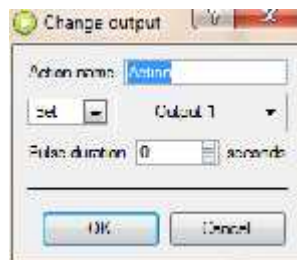 Change output
Action name Action
Set Output 1
Pulse duration 0 seconds
OK Cancel